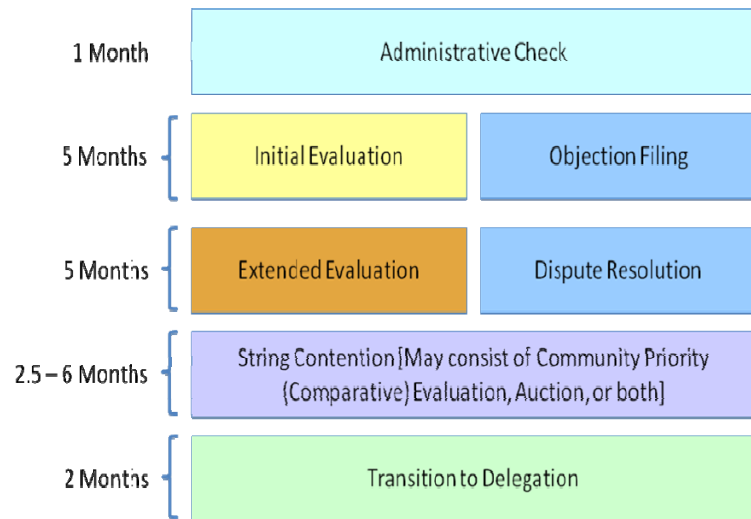 1 Month
Administrative Check
5 Months
Initial Evaluation
Objection Filing
5 Months
Extended Evaluation
Dispute Resolution
2.5 – 6 Months
String Contention [May consist of Community Priority
(Comparative) Evaluation, Auction, or both]
2 Months
Transition to Delegation